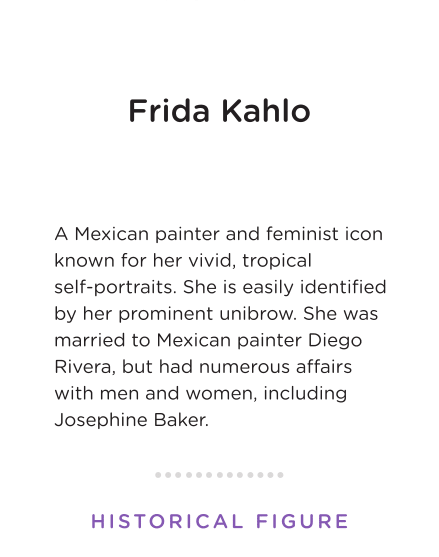 Frida Kahlo
A Mexican painter and feminist icon
known for her vivid, tropical
self-portraits. She is easily identified
by her prominent unibrow. She was
married to Mexican painter Diego
Rivera, but had numerous affairs
with men and women, including
Josephine Baker.
HISTORICAL FIGURE